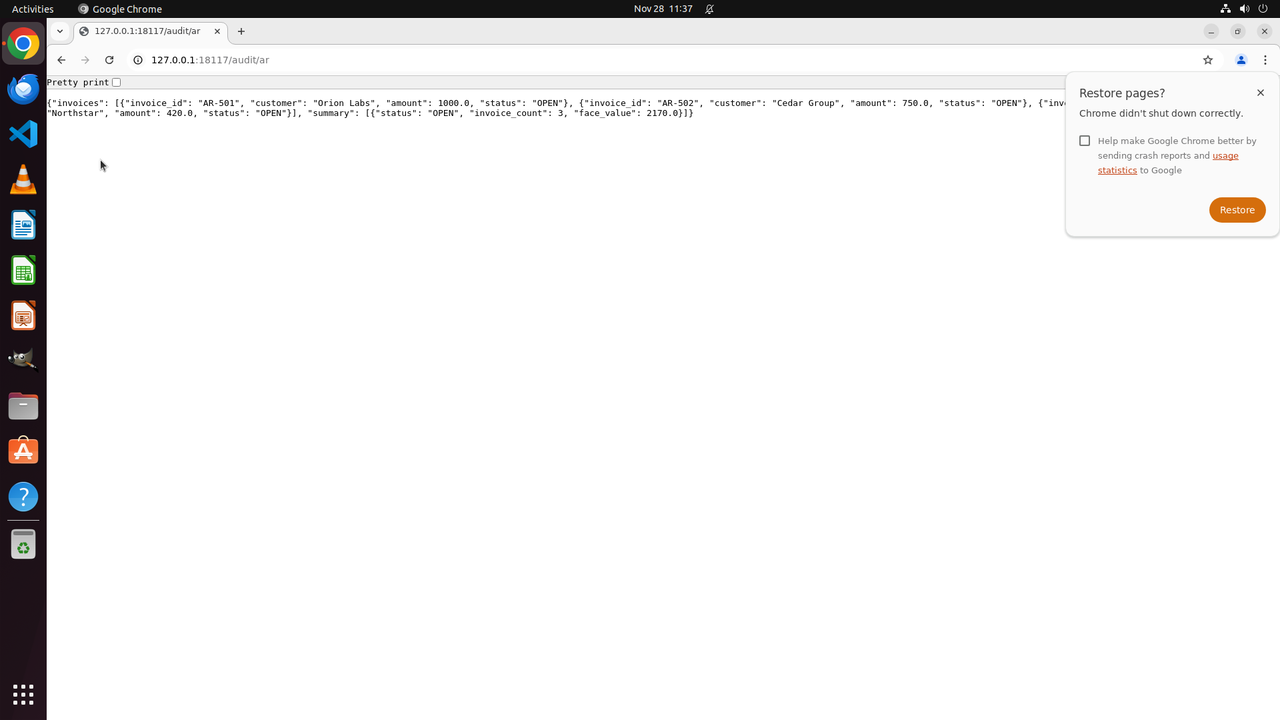 Activities
Google Chrome
Nov 28 11:37
127.0.0.1:18117/audit/ar
127.0.0.1:18117/audit/ar
Pretty print
{"invoices": [{"invoice_id": "AR-501", "customer": "Orion Labs", "amount": 1000.0, "status": "OPEN"}, {"invoice_id": "AR-502", "customer": "Cedar Group", "amount": 750.0, "status": "OPEN"}, {"inv
"Northstar", "amount": 420.0, "status": "OPEN"}], "summary": [{"status": "OPEN", "invoice_count": 3, "face_value": 2170.0}]}
Restore pages?
Chrome didn't shut down correctly.
Help make Google Chrome better by
sending crash reports and usage
statistics to Google
Restore